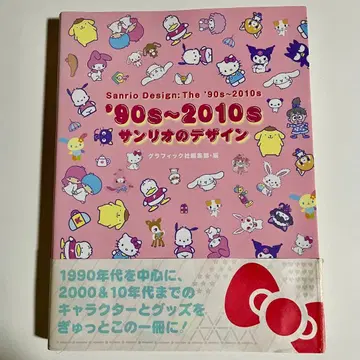 Sanrio Design: The '90s~2010s
'90s~2010s
サンリオのデザイン
グラフィック社編集部・編
1990年代を中心に、
2000&10年代までの
キャラクターとグッズを
ぎゅっとこの一冊に！